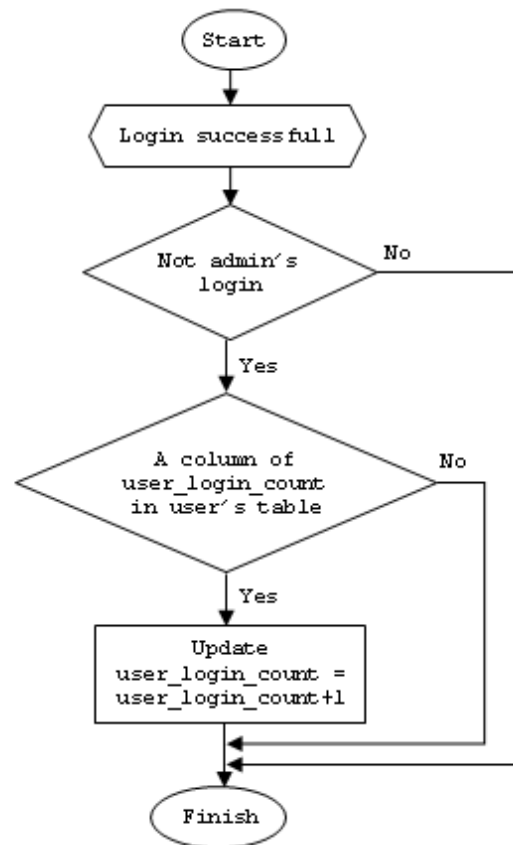 Start
Login successfull
Not admin's
login
No
Yes
A column of
user_login_count
in user's table
No
Yes
Update
user_login_count =
user_login_count+1
Finish